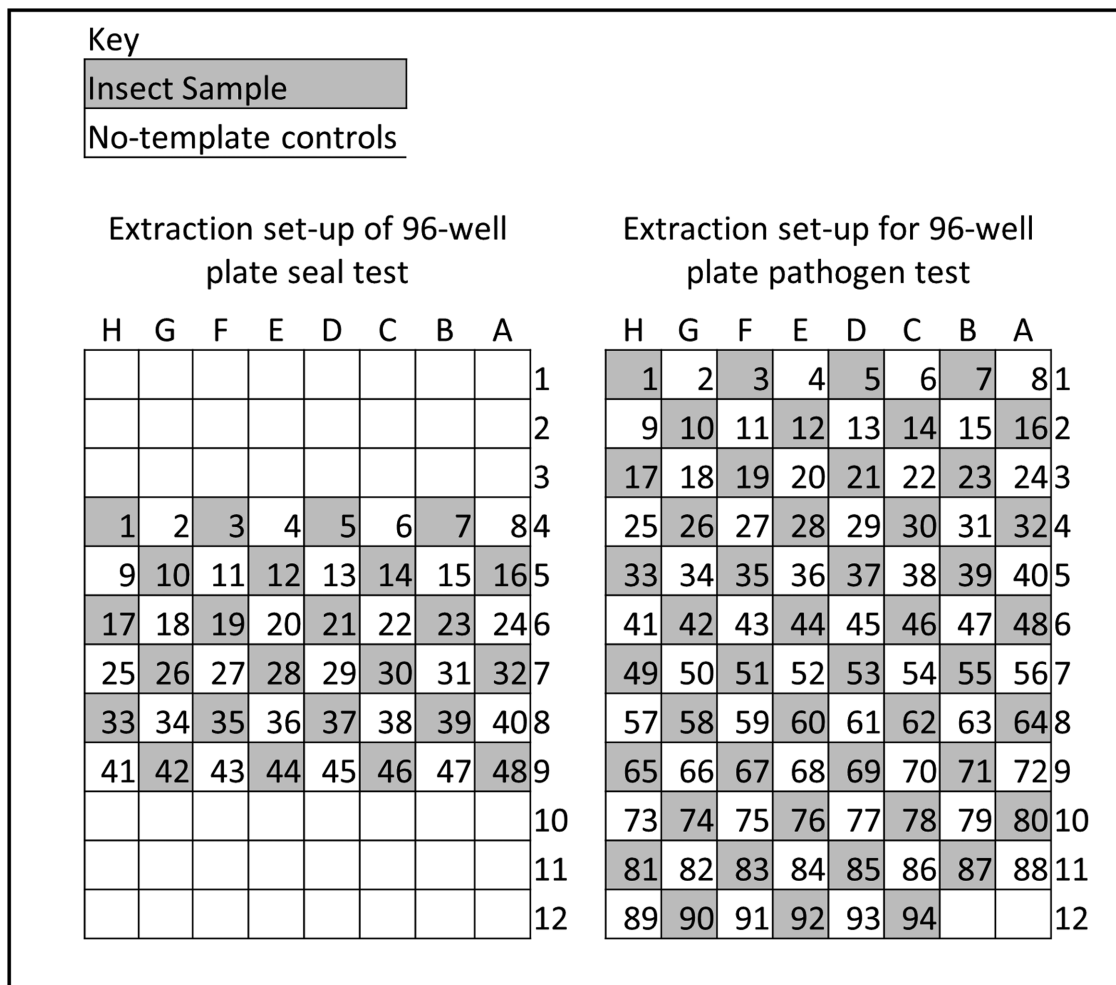 Key
Insect Sample
No-template controls
Extraction set-up of 96-well
plate seal test
H G F E D C B A
1
2
3
1 2 3 4 5 6 7 8 4
9 10 11 12 13 14 15 16 5
17 18 19 20 21 22 23 24 6
25 26 27 28 29 30 31 32 7
33 34 35 36 37 38 39 40 8
41 42 43 44 45 46 47 48 9
10
11
12
Extraction set-up for 96-well
plate pathogen test
H G F E D C B A
1 2 3 4 5 6 7 8 1
9 10 11 12 13 14 15 16 2
17 18 19 20 21 22 23 24 3
25 26 27 28 29 30 31 32 4
33 34 35 36 37 38 39 40 5
41 42 43 44 45 46 47 48 6
49 50 51 52 53 54 55 56 7
57 58 59 60 61 62 63 64 8
65 66 67 68 69 70 71 72 9
73 74 75 76 77 78 79 80 10
81 82 83 84 85 86 87 88 11
89 90 91 92 93 94 12